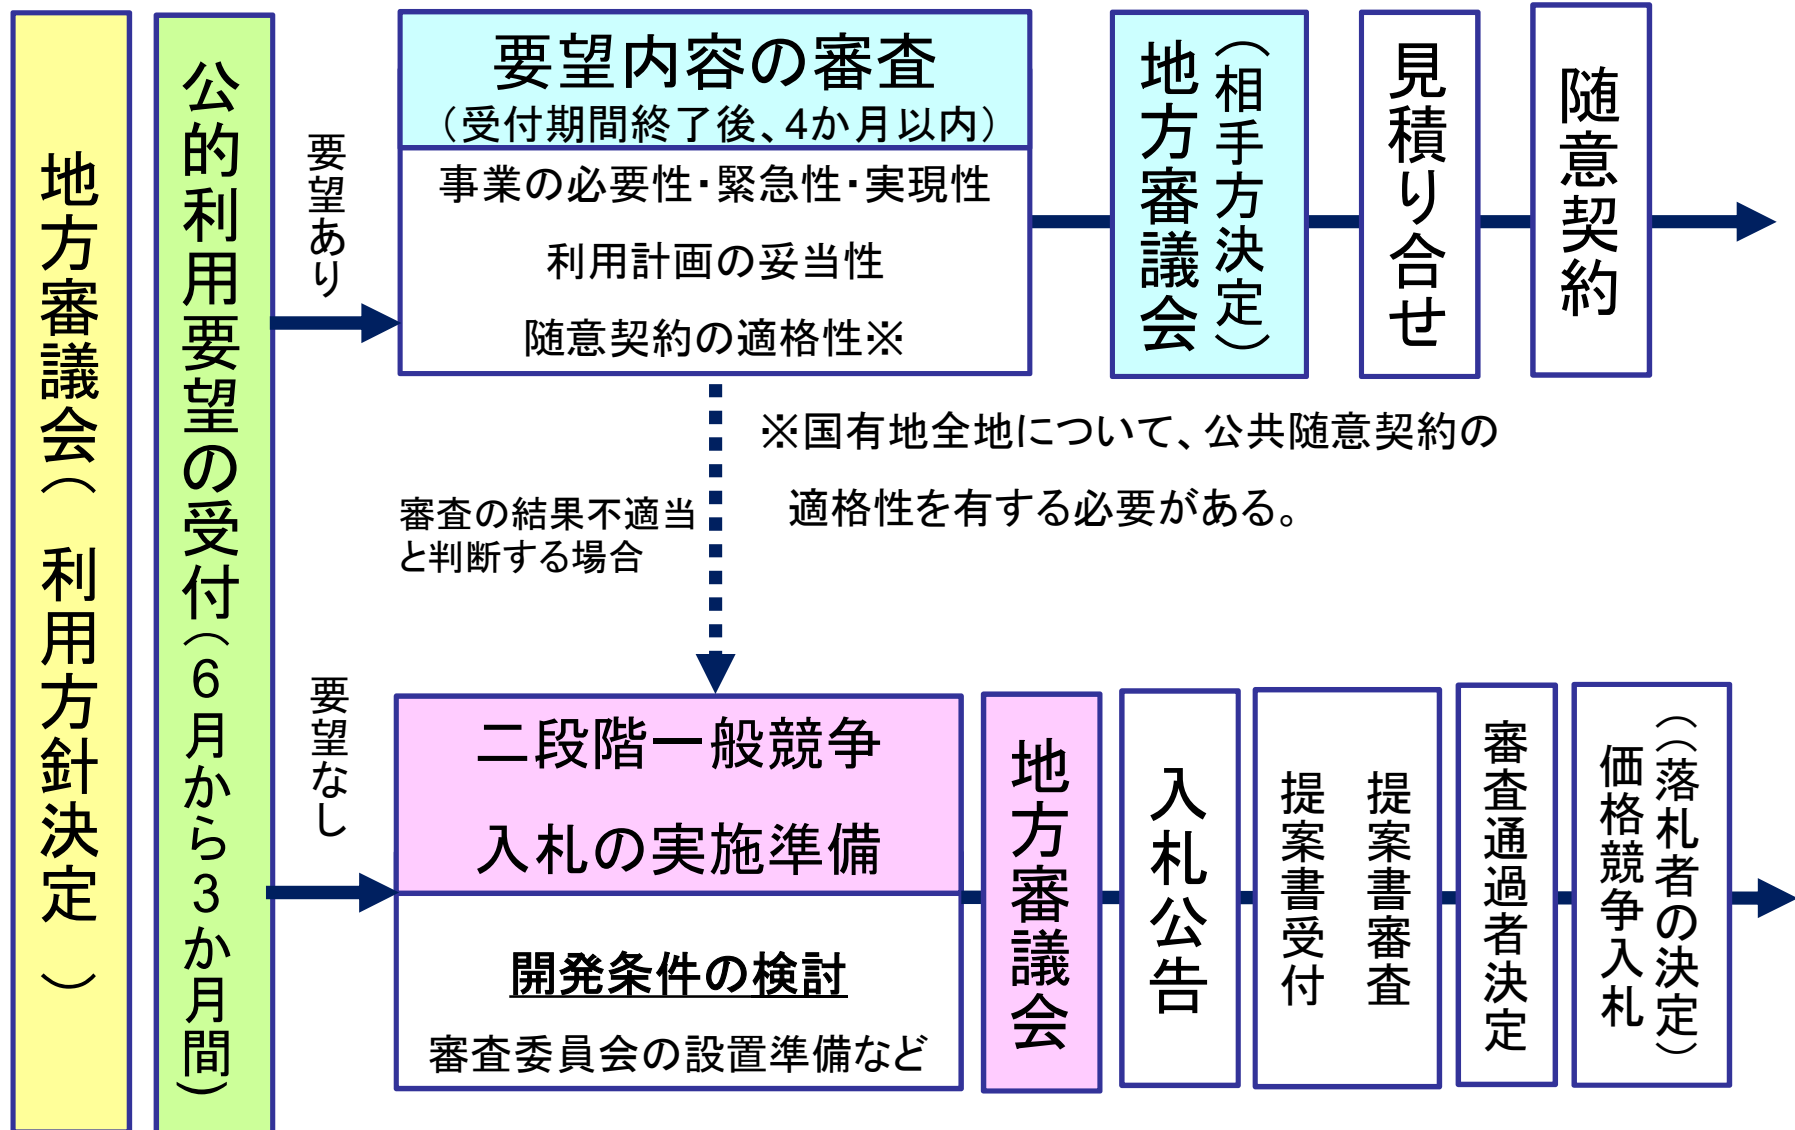 地方審議会（　利用方針決定　）
公的利用要望の受付（6月から3か月間）
要望あり
要望内容の審査
（受付期間終了後、4か月以内）
事業の必要性・緊急性・実現性
利用計画の妥当性
随意契約の適格性※
地方審議会
（相手方決定）
見積り合せ
随意契約
※国有地全地について、公共随意契約の
適格性を有する必要がある。
審査の結果不適当
と判断する場合
要望なし
二段階一般競争
入札の実施準備
開発条件の検討
審査委員会の設置準備など
地方審議会
入札公告
提案書受付
提案書審査
審査通過者決定
価格競争入札
（（落札者の決定）